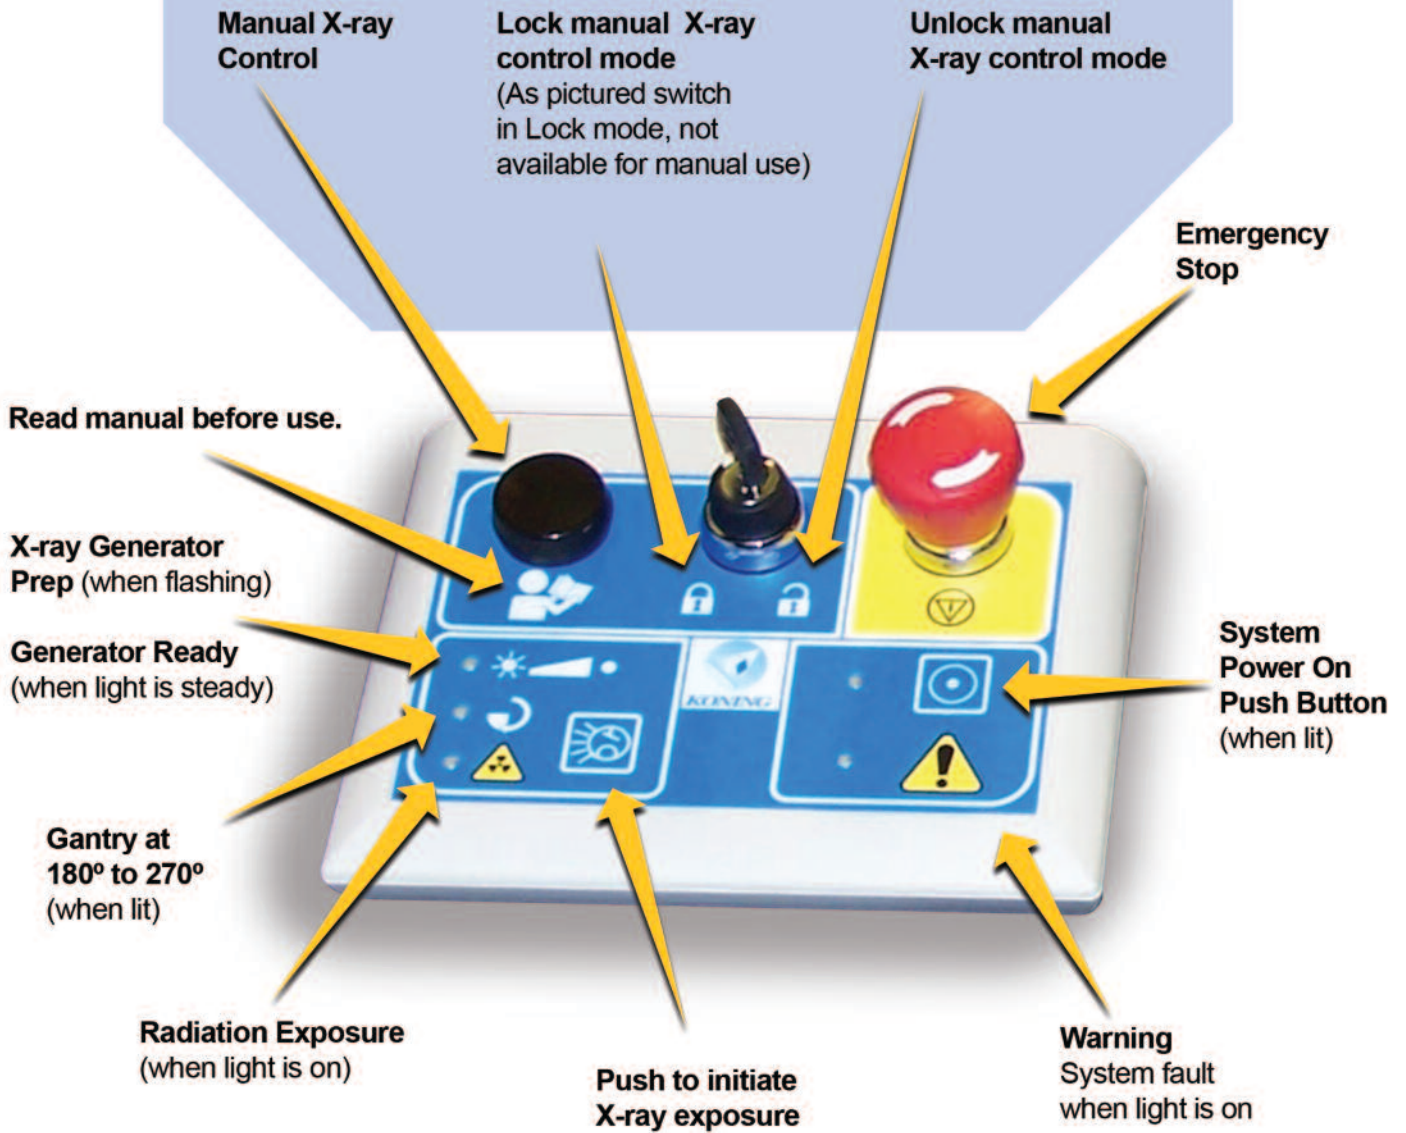 Manual X-ray
Control
Lock manual X-ray
control mode
(As pictured switch
in Lock mode, not
available for manual use)
Unlock manual
X-ray control mode
Emergency
Stop
Read manual before use.
X-ray Generator
Prep (when flashing)
Generator Ready
(when light is steady)
System
Power On
Push Button
(when lit)
KONING
Gantry at
180º to 270º
(when lit)
Radiation Exposure
(when light is on)
Push to initiate
X-ray exposure
Warning
System fault
when light is on